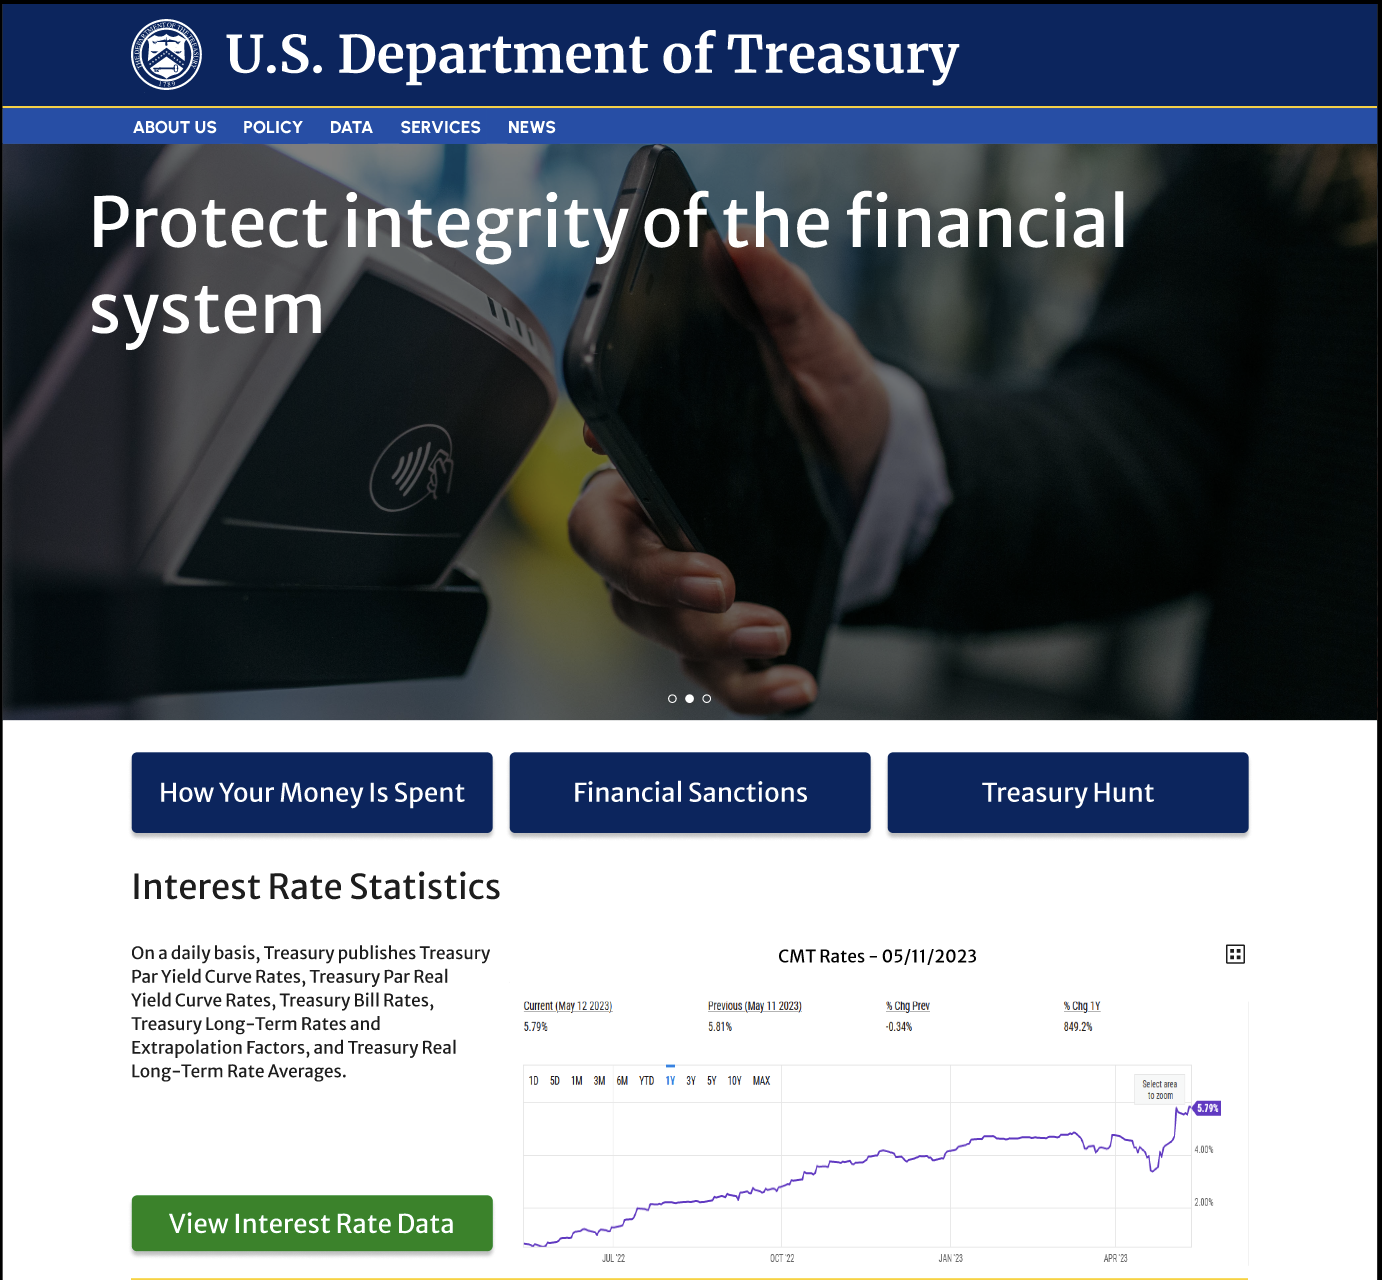 U.S. Department of Treasury
1789
ABOUT US POLICY DATA SERVICES NEWS
Protect integrity of the financial
system
How Your Money Is Spent
Financial Sanctions
Treasury Hunt
Interest Rate Statistics
On a daily basis, Treasury publishes Treasury
Par Yield Curve Rates, Treasury Par Real
Yield Curve Rates, Treasury Bill Rates,
Treasury Long-Term Rates and
Extrapolation Factors, and Treasury Real
Long-Term Rate Averages.
View Interest Rate Data
CMT Rates - 05/11/2023
Current (May 12 2023) Previous (May 11 2023) % Chg Prev % Chg 1Y
5.79% 5.81% -0.34% 849.2%
1D 5D 1M 3M 6M YTD 1Y 3Y 5Y 10Y MAX
Select area
to zoom
5.79%
4.00%
2.00%
JUL '22 OCT '22 JAN '23 APR '23